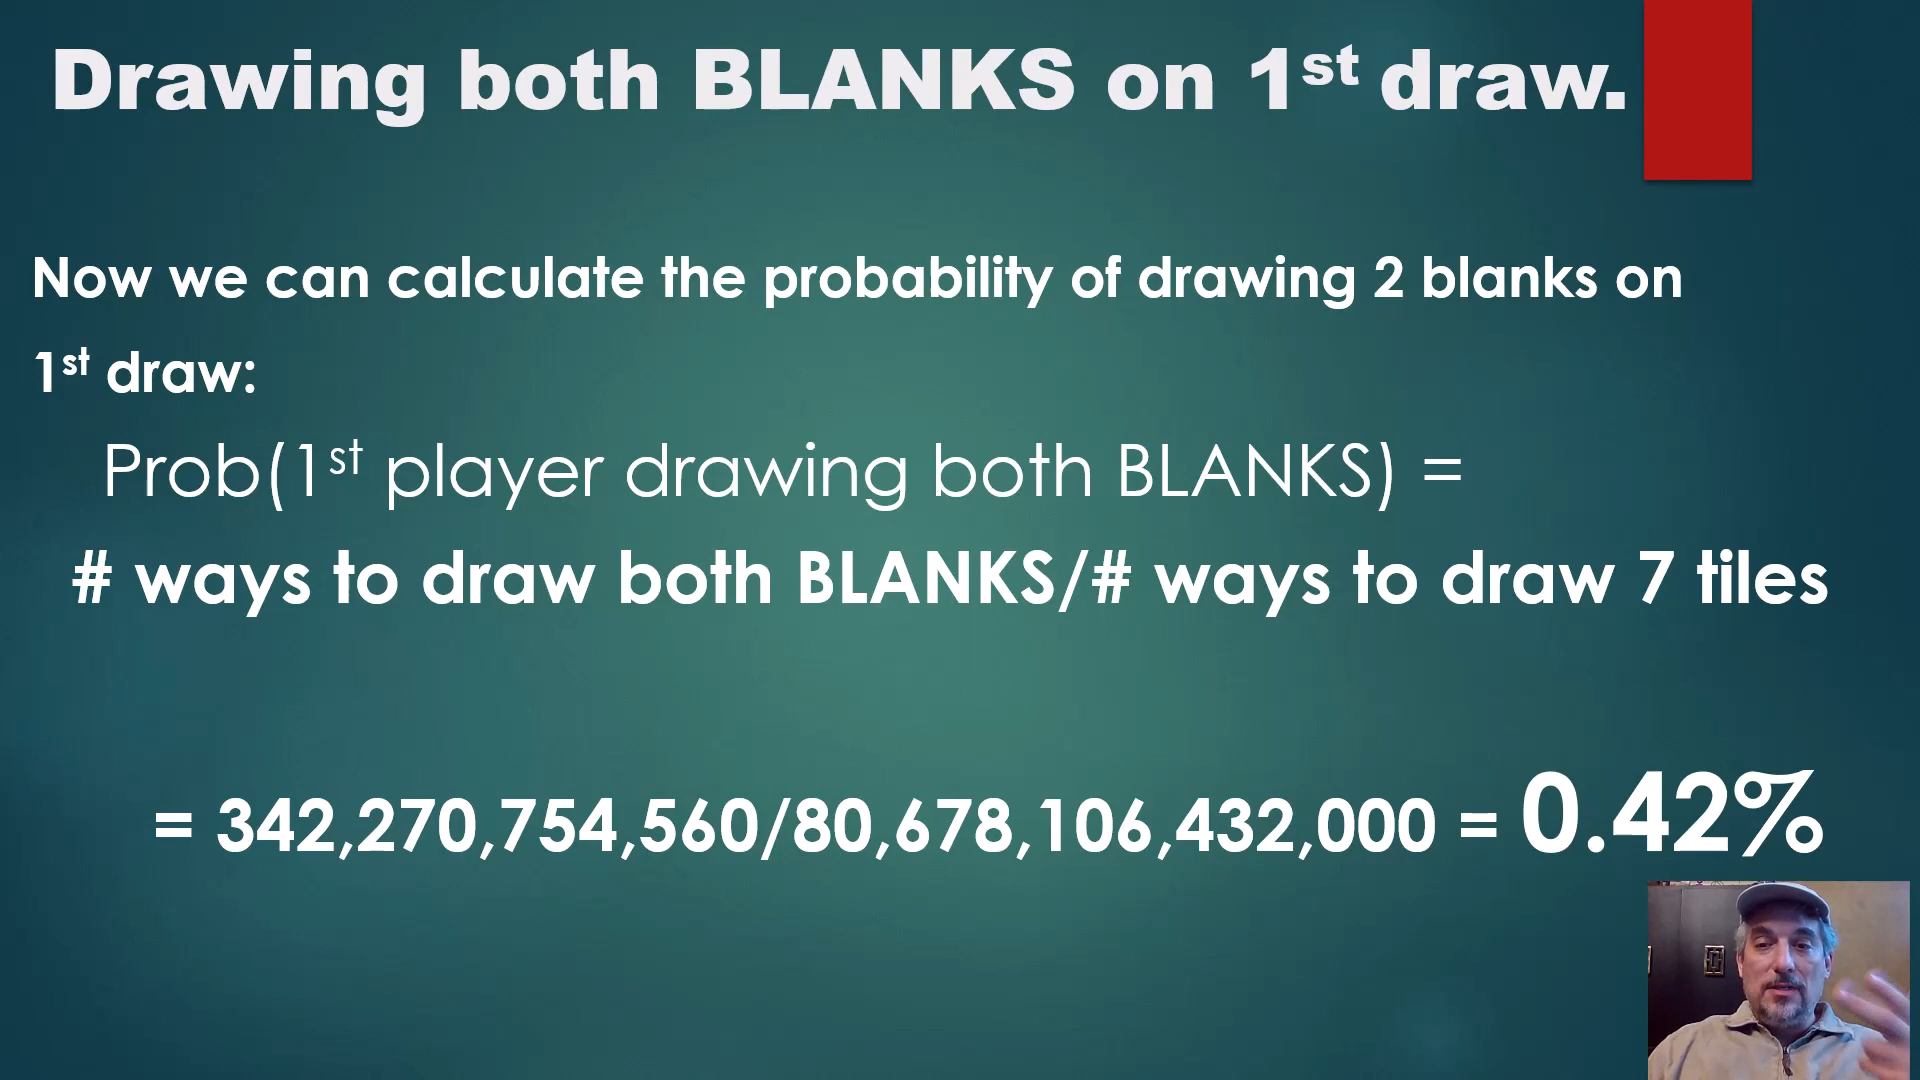 Drawing both BLANKS on 1st draw.
Now we can calculate the probability of drawing 2 blanks on
1st draw:
Prob(1st player drawing both BLANKS) =
# ways to draw both BLANKS/# ways to draw 7 tiles
= 342,270,754,560/80,678,106,432,000 = 0.42%